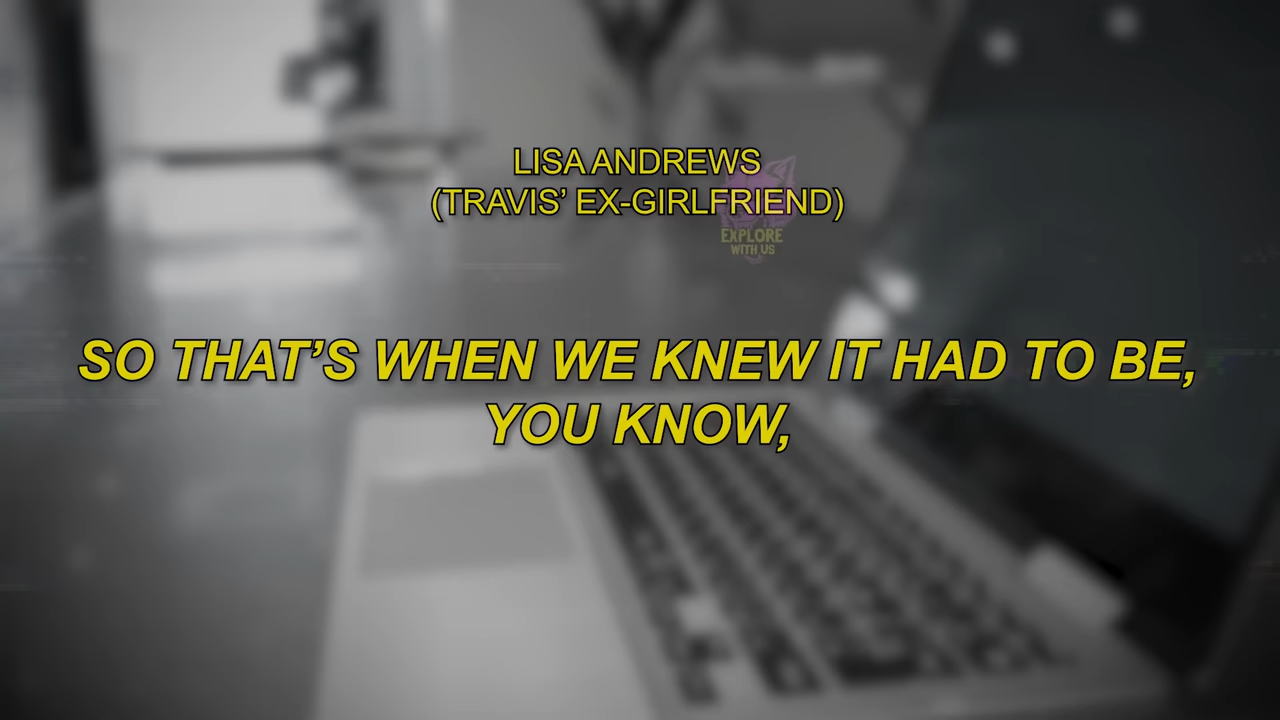 LISA ANDREWS
(TRAVIS’ EX-GIRLFRIEND)
EXPLORE
WITH US
SO THAT’S WHEN WE KNEW IT HAD TO BE,
YOU KNOW,